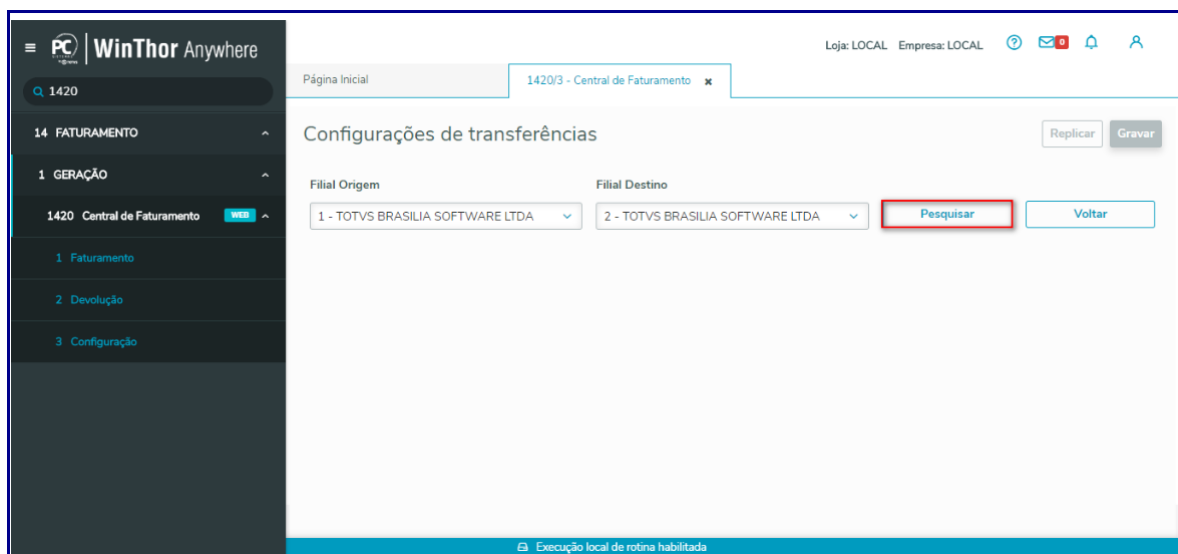 ≡ PC WinThor Anywhere
Loja: LOCAL Empresa: LOCAL ? 0
1420
Página Inicial 1420/3 - Central de Faturamento x
14 FATURAMENTO
Configurações de transferências Replicar Gravar
1 GERAÇÃO
Filial Origem Filial Destino
1420 Central de Faturamento WEB
1 - TOTVS BRASILIA SOFTWARE LTDA 2 - TOTVS BRASILIA SOFTWARE LTDA Pesquisar Voltar
1 Faturamento
2 Devolução
3 Configuração
Execução local de rotina habilitada